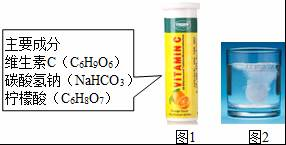 主要成分
维生素C（C₆H₉O₆）
碳酸氢钠（NaHCO₃）
柠檬酸（C₆H₈O₇）
VITAMIN C
图1
图2